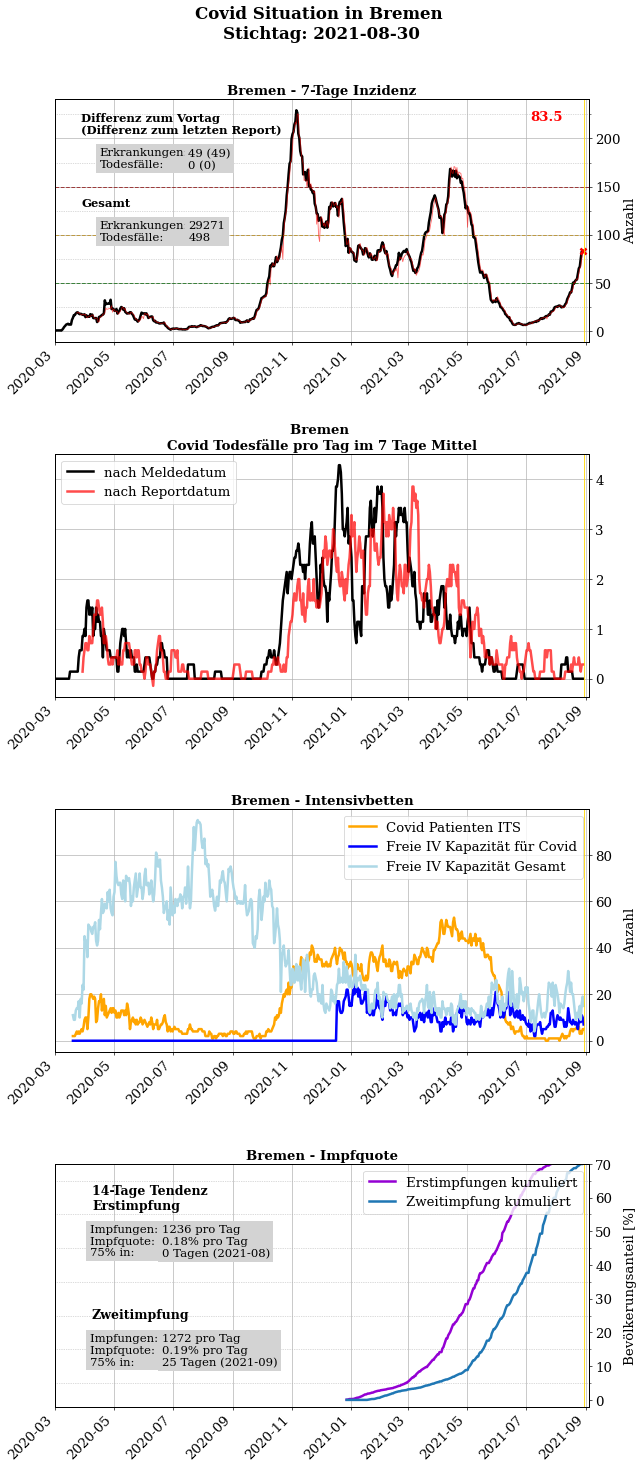 Covid Situation in Bremen
Stichtag: 2021-08-30
Bremen - 7-Tage Inzidenz
Differenz zum Vortag
(Differenz zum letzten Report)
Erkrankungen 49 (49)
Todesfälle: 0 (0)
Gesamt
Erkrankungen 29271
Todesfälle: 498
83.5
200
150
100
50
0
Anzahl
2020-03
2020-05
2020-07
2020-09
2020-11
2021-01
2021-03
2021-05
2021-07
2021-09
Bremen
Covid Todesfälle pro Tag im 7 Tage Mittel
nach Meldedatum
nach Reportdatum
4
3
2
1
0
2020-03
2020-05
2020-07
2020-09
2020-11
2021-01
2021-03
2021-05
2021-07
2021-09
Bremen - Intensivbetten
Covid Patienten ITS
Freie IV Kapazität für Covid
Freie IV Kapazität Gesamt
80
60
40
20
0
Anzahl
2020-03
2020-05
2020-07
2020-09
2020-11
2021-01
2021-03
2021-05
2021-07
2021-09
Bremen - Impfquote
14-Tage Tendenz
Erstimpfung
Impfungen: 1236 pro Tag
Impfquote: 0.18% pro Tag
75% in: 0 Tagen (2021-08)
Zweitimpfung
Impfungen: 1272 pro Tag
Impfquote: 0.19% pro Tag
75% in: 25 Tagen (2021-09)
Erstimpfungen kumuliert
Zweitimpfung kumuliert
70
60
50
40
30
20
10
0
Bevölkerungsanteil [%]
2020-03
2020-05
2020-07
2020-09
2020-11
2021-01
2021-03
2021-05
2021-07
2021-09